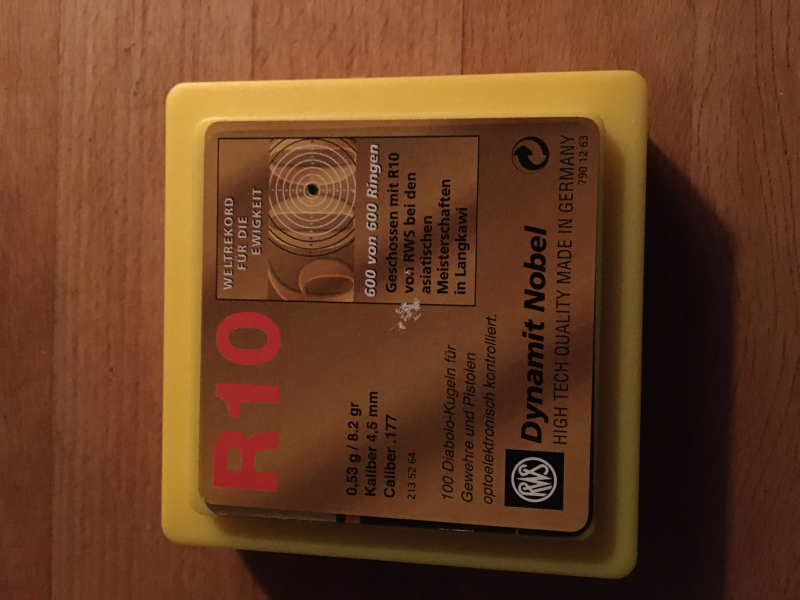 R10
WELTREKORD
FÜR DIE
EWIGKEIT
600 von 600 Ringen
Geschossen mit R10
von RWS bei den
asiatischen
Meisterschaften
in Langkawi
0,53 g / 8.2 gr
Kaliber 4,5 mm
Caliber .177
213 52 64
100 Diabolo-Kugeln für
Gewehre und Pistolen
optoelektronisch kontrolliert.
RWS
Dynamit Nobel
HIGH TECH QUALITY MADE IN GERMANY
790 12 63